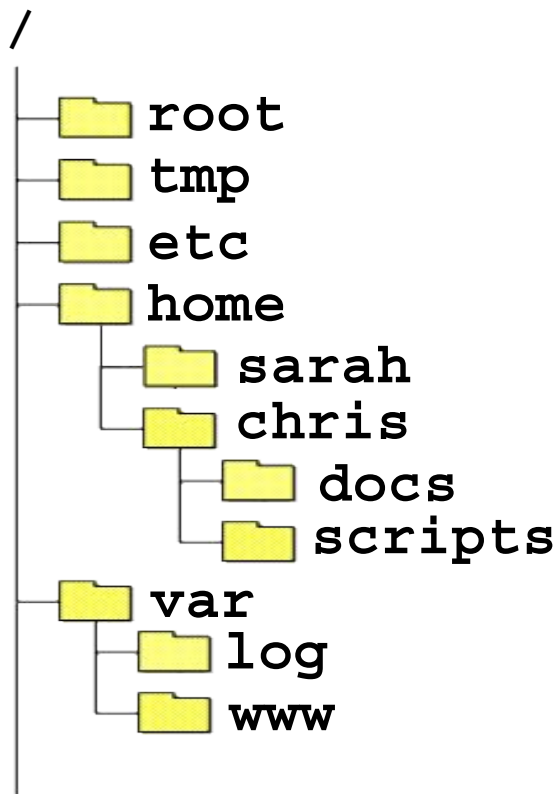 /
root
tmp
etc
home
sarah
chris
docs
scripts
var
log
www